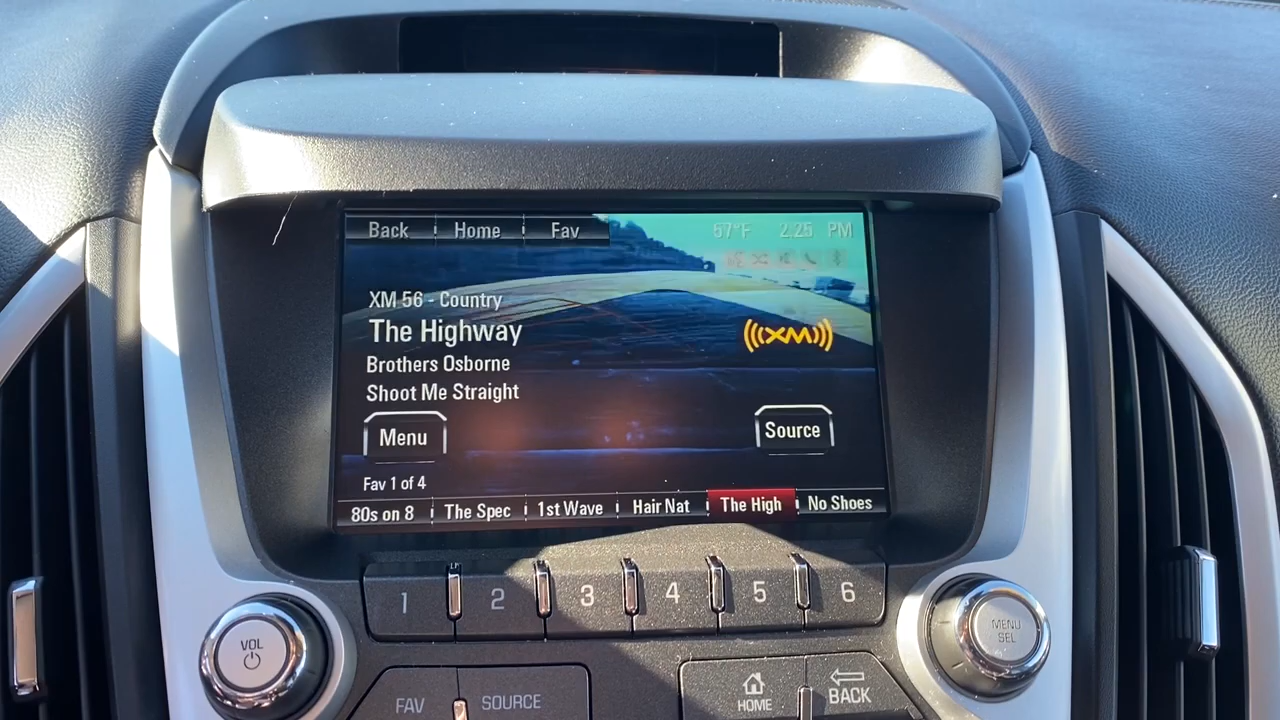 Back Home Fav 57°F 2:25 PM
XM 56 - Country
The Highway
XM
Brothers Osborne
Shoot Me Straight
Menu
Source
Fav 1 of 4
80s on 8 The Spec 1st Wave Hair Nat The High No Shoes
1 2 3 4 5 6
VOL
MENU
SEL
FAV SOURCE
HOME BACK